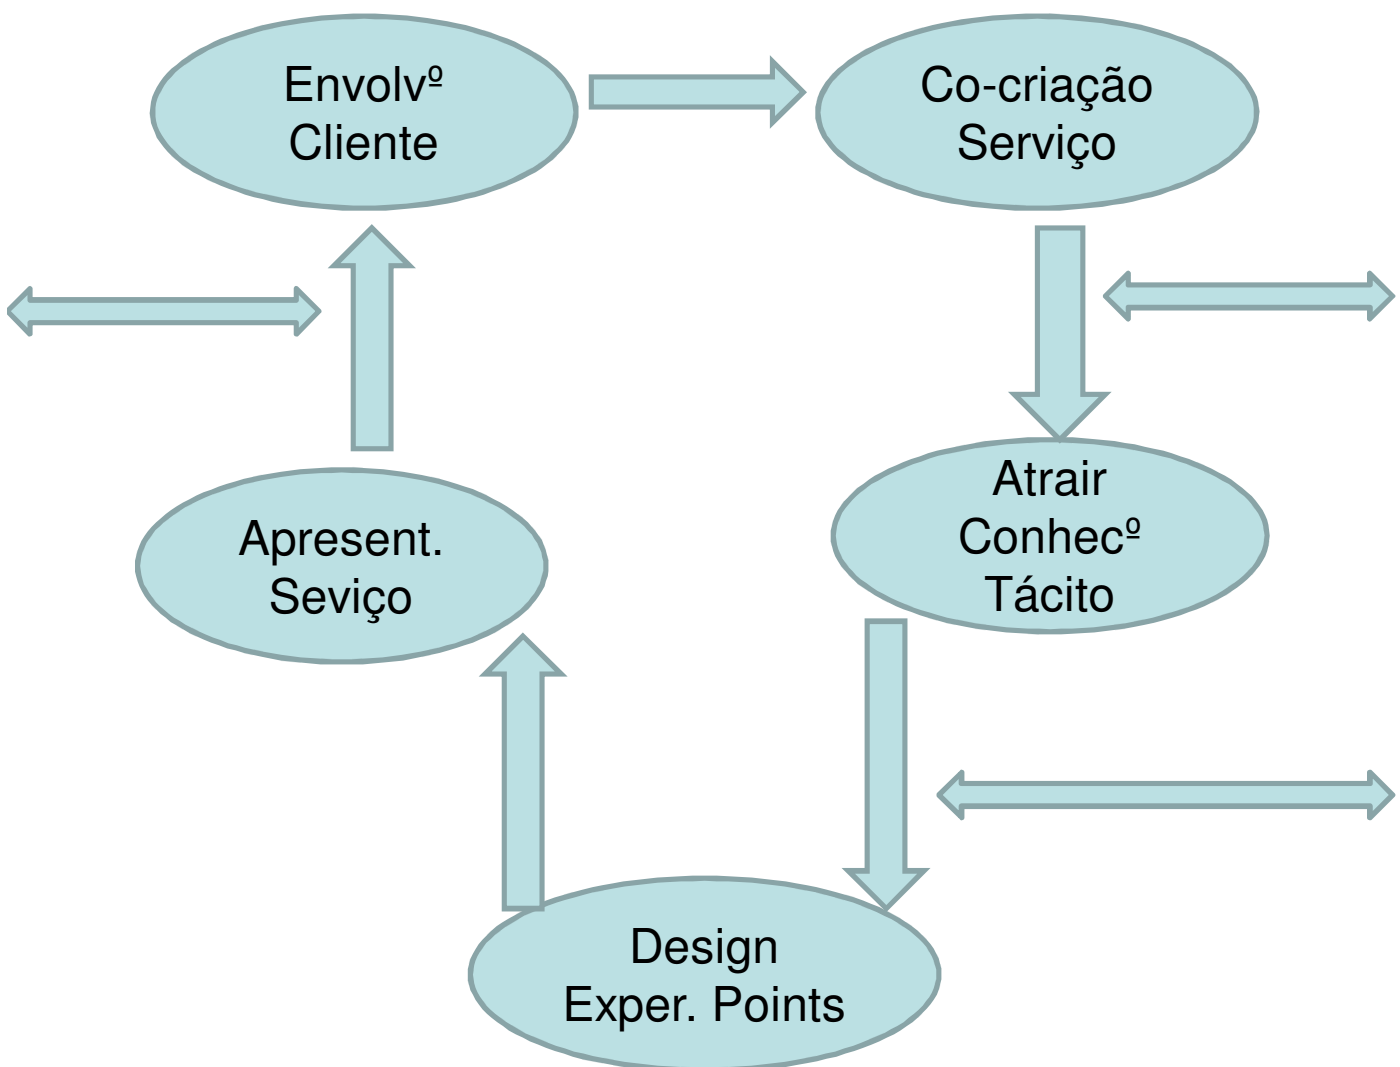 Envolvº
Cliente
Co-criação
Serviço
Atrair
Conhecº
Tácito
Apresent.
Seviço
Design
Exper. Points